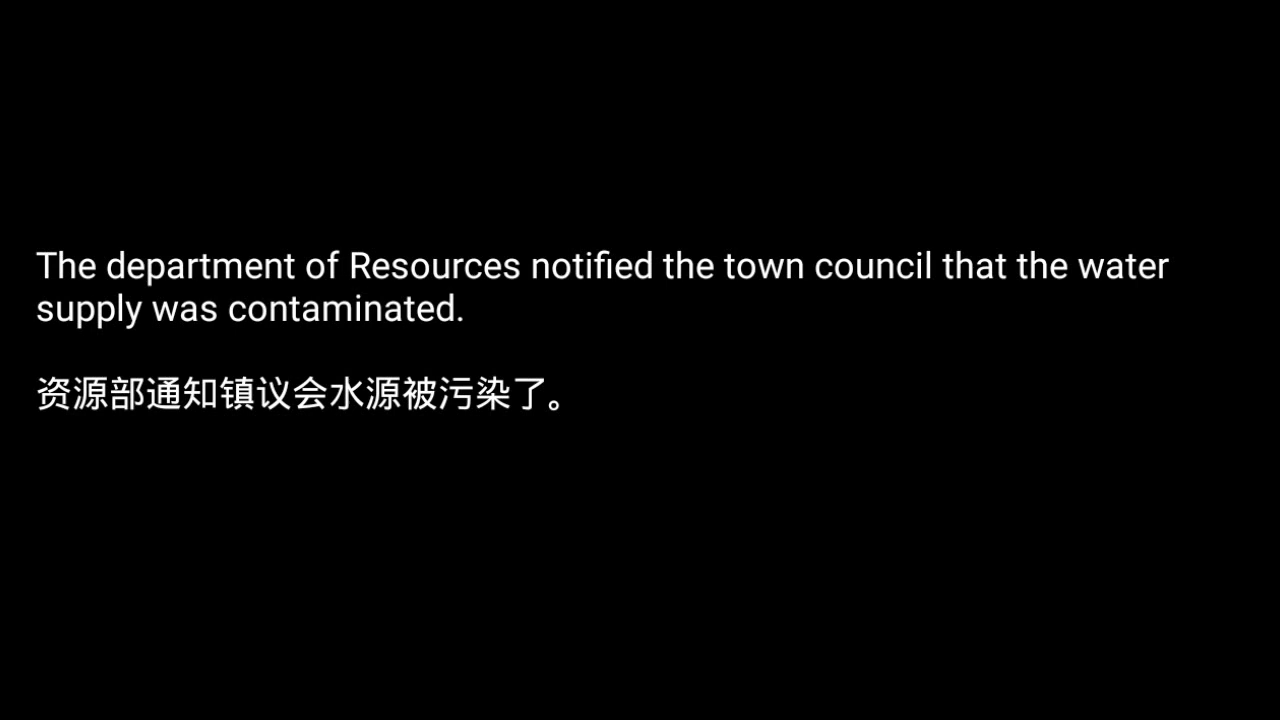 The department of Resources notified the town council that the water
supply was contaminated.
资源部通知镇议会水源被污染了。